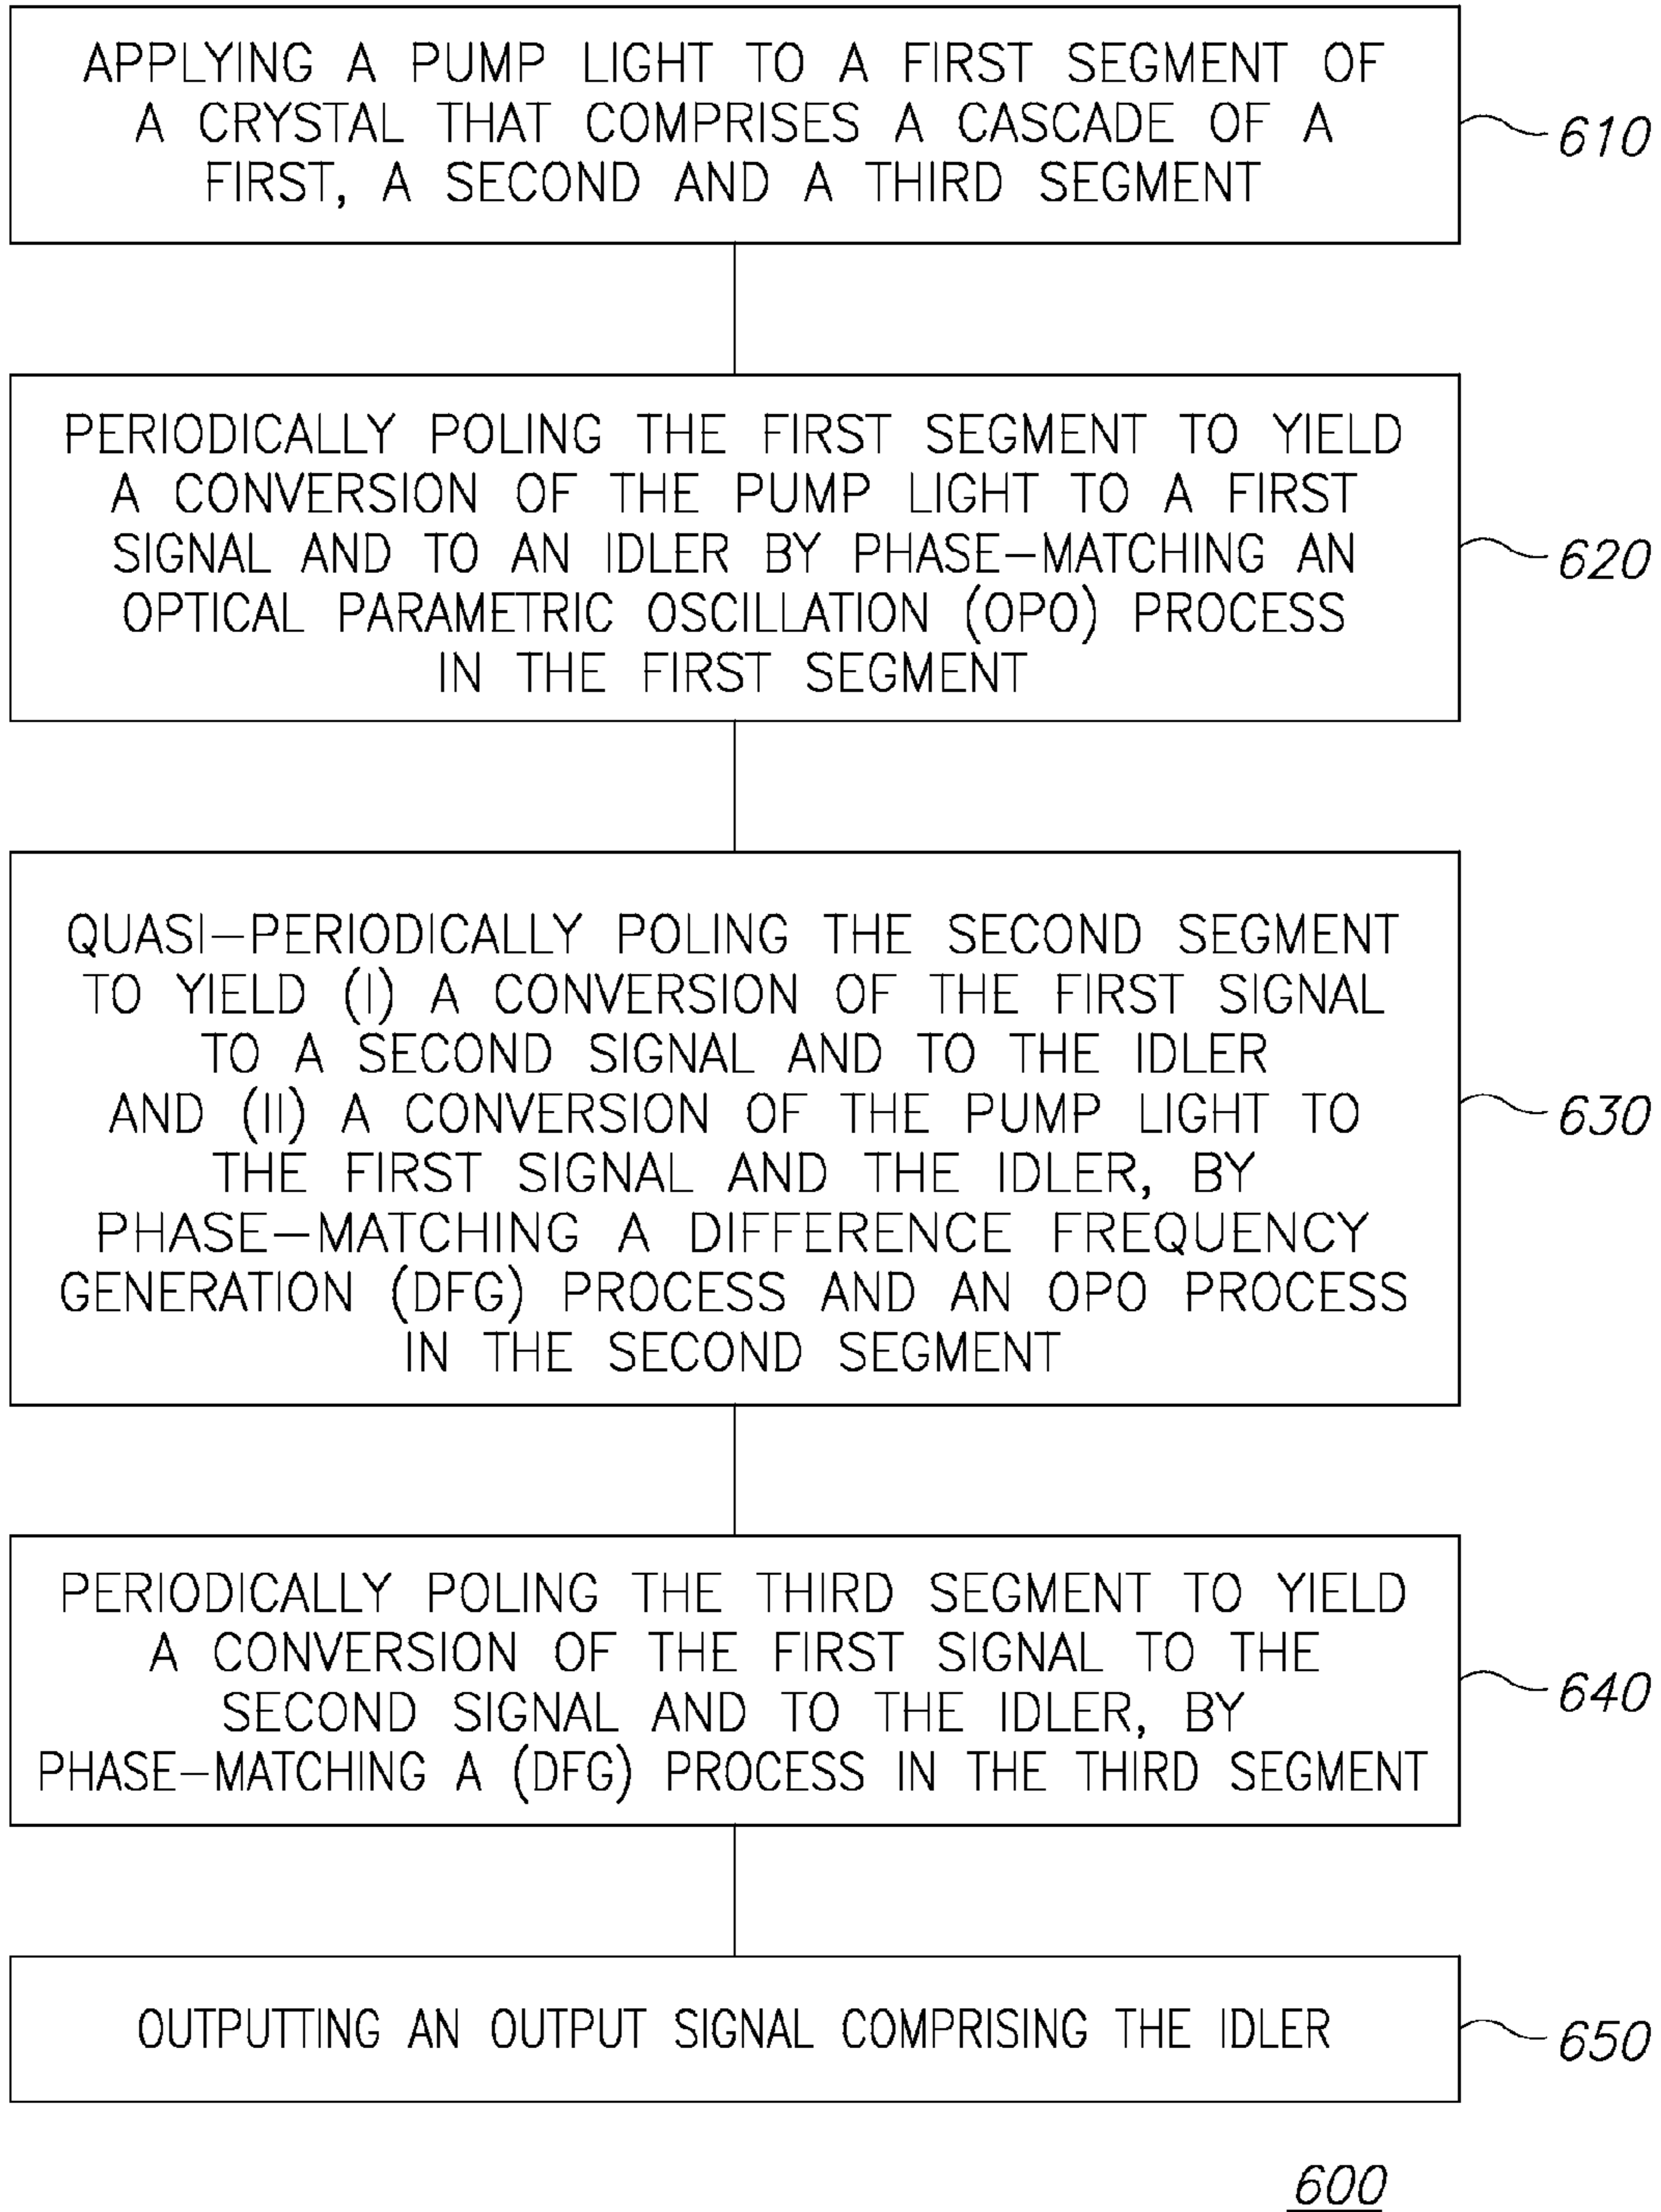 APPLYING A PUMP LIGHT TO A FIRST SEGMENT OF
A CRYSTAL THAT COMPRISES A CASCADE OF A
FIRST, A SECOND AND A THIRD SEGMENT
610
PERIODICALLY POLING THE FIRST SEGMENT TO YIELD
A CONVERSION OF THE PUMP LIGHT TO A FIRST
SIGNAL AND TO AN IDLER BY PHASE-MATCHING AN
OPTICAL PARAMETRIC OSCILLATION (OPO) PROCESS
IN THE FIRST SEGMENT
620
QUASI-PERIODICALLY POLING THE SECOND SEGMENT
TO YIELD (I) A CONVERSION OF THE FIRST SIGNAL
TO A SECOND SIGNAL AND TO THE IDLER
AND (II) A CONVERSION OF THE PUMP LIGHT TO
THE FIRST SIGNAL AND THE IDLER, BY
PHASE-MATCHING A DIFFERENCE FREQUENCY
GENERATION (DFG) PROCESS AND AN OPO PROCESS
IN THE SECOND SEGMENT
630
PERIODICALLY POLING THE THIRD SEGMENT TO YIELD
A CONVERSION OF THE FIRST SIGNAL TO THE
SECOND SIGNAL AND TO THE IDLER, BY
PHASE-MATCHING A (DFG) PROCESS IN THE THIRD SEGMENT
640
OUTPUTTING AN OUTPUT SIGNAL COMPRISING THE IDLER
650
600